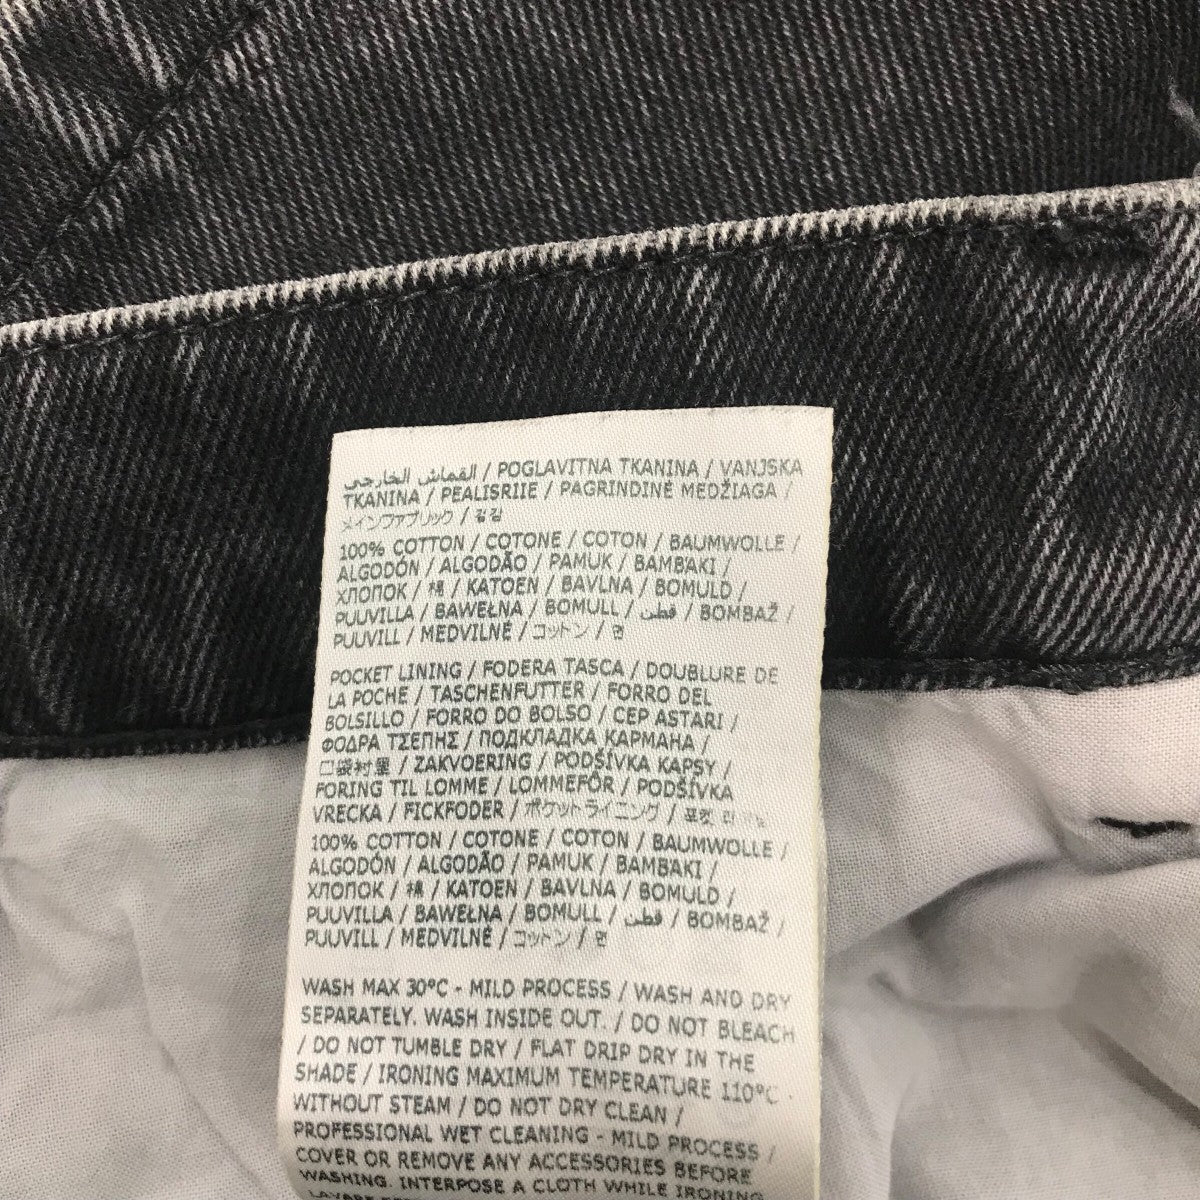 القماش الخارجي / POGLAVITNA TKANINA / VANJSKA
TKANINA / PEALISRIIE / PAGRINDINĖ MEDŽIAGA /
メインファブリック / 겉감
100% COTTON / COTONE / COTON / BAUMWOLLE /
ALGODÓN / ALGODÃO / PAMUK / BAMBAKI /
ХЛОПОК / 棉 / KATOEN / BAVLNA / BOMULD /
PUUVILLA / BAWEŁNA / BOMULL / قطن / BOMBAŽ /
PUUVILL / MEDVILNĖ / コットン / 면
POCKET LINING / FODERA TASCA / DOUBLURE DE
LA POCHE / TASCHENFUTTER / FORRO DEL
BOLSILLO / FORRO DO BOLSO / CEP ASTARI /
ΦΟΔΡΑ ΤΣΕΠΗΣ / ПОДКЛАДКА КАРМАНА /
口袋衬里 / ZAKVOERING / PODŠÍVKA KAPSY /
FORING TIL LOMME / LOMMEFÓR / PODŠÍVKA
VRECKA / FICKFODER / ポケットライニング / 포켓
100% COTTON / COTONE / COTON / BAUMWOLLE /
ALGODÓN / ALGODÃO / PAMUK / BAMBAKI /
ХЛОПОК / 棉 / KATOEN / BAVLNA / BOMULD /
PUUVILLA / BAWEŁNA / BOMULL / قطن / BOMBAŽ /
PUUVILL / MEDVILNĖ / コットン / 면
WASH MAX 30°C - MILD PROCESS / WASH AND DRY
SEPARATELY. WASH INSIDE OUT. / DO NOT BLEACH
/ DO NOT TUMBLE DRY / FLAT DRIP DRY IN THE
SHADE / IRONING MAXIMUM TEMPERATURE 110°C -
WITHOUT STEAM / DO NOT DRY CLEAN /
PROFESSIONAL WET CLEANING - MILD PROCESS /
COVER OR REMOVE ANY ACCESSORIES BEFORE
WASHING. INTERPOSE A CLOTH WHILE IRONING